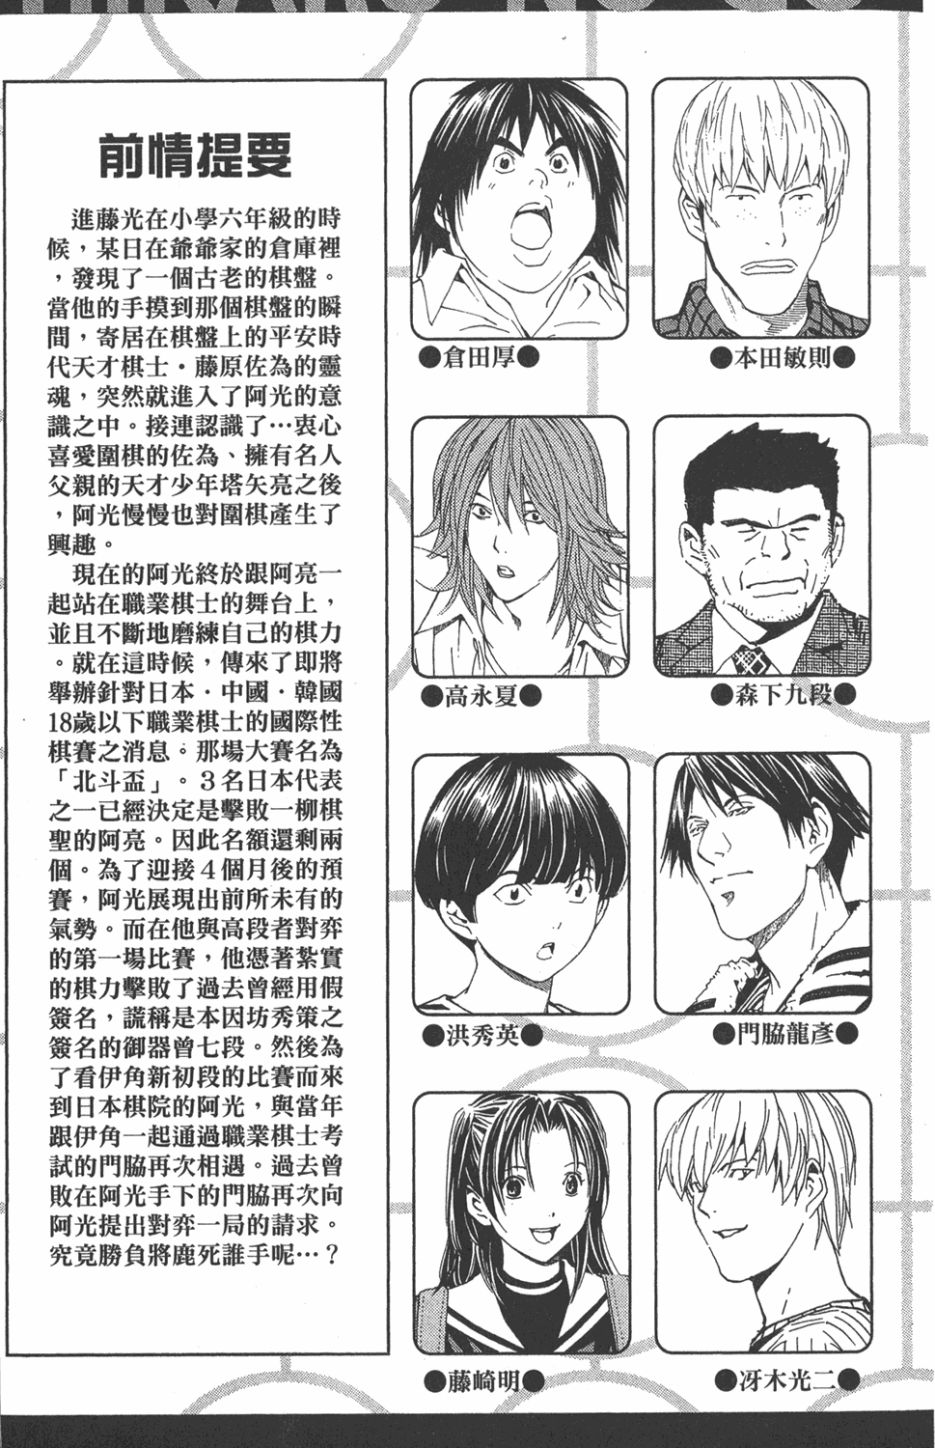 HIKARU NO GO
前情提要
進藤光在小學六年級的時
候，某日在爺爺家的倉庫裡
，發現了一個古老的棋盤。
當他的手摸到那個棋盤的瞬
間，寄居在棋盤上的平安時
代天才棋士・藤原佐為的靈
魂，突然就進入了阿光的意
識之中。接連認識了…衷心
喜愛圍棋的佐為、擁有名人
父親的天才少年塔矢亮之後
，阿光慢慢也對圍棋產生了
興趣。
現在的阿光終於跟阿亮一
起站在職業棋士的舞台上，
並且不斷地磨練自己的棋力
。就在這時候，傳來了即將
舉辦針對日本・中國・韓國
18歲以下職業棋士的國際性
棋賽之消息。那場大賽名為
「北斗盃」。３名日本代表
之一已經決定是擊敗一柳棋
聖的阿亮。因此名額還剩兩
個。為了迎接４個月後的預
賽，阿光展現出前所未有的
氣勢。而在他與高段者對弈
的第一場比賽，他憑著紮實
的棋力擊敗了過去曾經用假
簽名，謊稱是本因坊秀策之
簽名的御器曾七段。然後為
了看伊角新初段的比賽而來
到日本棋院的阿光，與當年
跟伊角一起通過職業棋士考
試的門脇再次相遇。過去曾
敗在阿光手下的門脇再次向
阿光提出對弈一局的請求。
究竟勝負將鹿死誰手呢…？
●倉田厚●
●本田敏則●
●高永夏●
●森下九段●
●洪秀英●
●門脇龍彥●
●藤崎明●
●冴木光二●